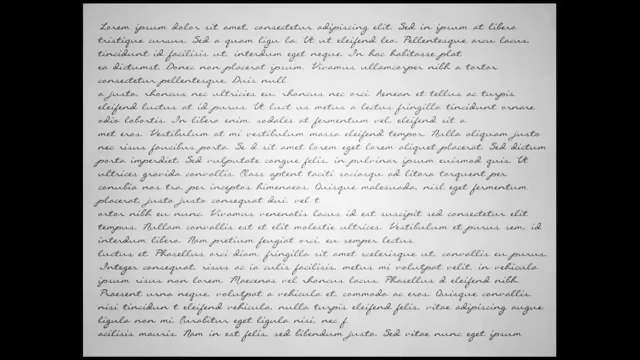 Lorem ipsum dolor sit amet, consectetur adipiscing elit. Sed in ipsum at libero
tristique cursus. Sed a quam ligu la. Ut ut eleifend leo. Pellentesque arcu lacus,
tincidunt id facilisis ut, interdum eget neque. In hac habitasse plat
ea dictumst. Donec non placerat ipsum. Vivamus ullamcorper nibh a tortor
consectetur pellentesque. Duis null
a justo, rhoncus nec ultricies eu, rhoncus nec orci. Aenean et tellus ac turpis
eleifend luctus at id purus. Ut luct us metus a lectus fringilla tincidunt ornare
odio lobortis. In libero enim, sodales at fermentum vel, eleifend sit a
met eros. Vestibulum at mi vestibulum massa eleifend tempor. Nulla aliquam justo
nec risus faucibus porta. Se d sit amet lorem eget lorem aliquet placerat. Sed dictum
porta imperdiet. Sed vulputate congue felis, in pulvinar ipsum euismod quis. Ut
ultrices gravida convallis. Class aptent taciti sociosqu ad litora torquent per
conubia nos tra, per inceptos himenaeos. Quisque malesuada, nisl eget fermentum
placerat, justo justo consequat dui, vel t
ortor nibh eu nunc. Vivamus venenatis lacus id est suscipit sed consectetur elit
tempus. Nullam convallis est et elit molestie ultrices. Vestibulum et purus sem, id
interdum libero. Nam pretium feugiat orci, eu semper lectus
luctus et. Phasellus orci diam, fringilla sit amet scelerisque ut, convallis eu purus.
Integer consequat, risus ac ia culis facilisis, metus mi volutpat velit, in vehicula
ipsum risus non lorem. Maecenas vel rhoncus lacus. Phasellus d eleifend nibh.
Praesent urna neque, volutpat a vehicula et, commodo ac eros. Quisque convallis,
nisi tincidun t eleifend vehicula, nulla turpis eleifend felis, vitae adipiscing augue
ligula non mi. Curabitur eget ligula nisi, nec f
acilisis mauris. Nam in est felis, sed bibendum justo. Sed vitae nunc eget ipsum